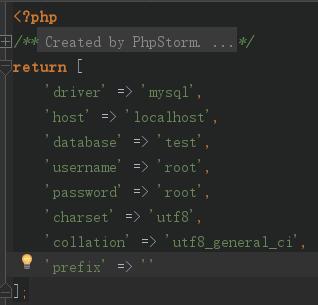 <?php
/** Created by PhpStorm. ...*/
return [
    'driver' => 'mysql',
    'host' => 'localhost',
    'database' => 'test',
    'username' => 'root',
    'password' => 'root',
    'charset' => 'utf8',
    'collation' => 'utf8_general_ci',
    'prefix' => ''
];